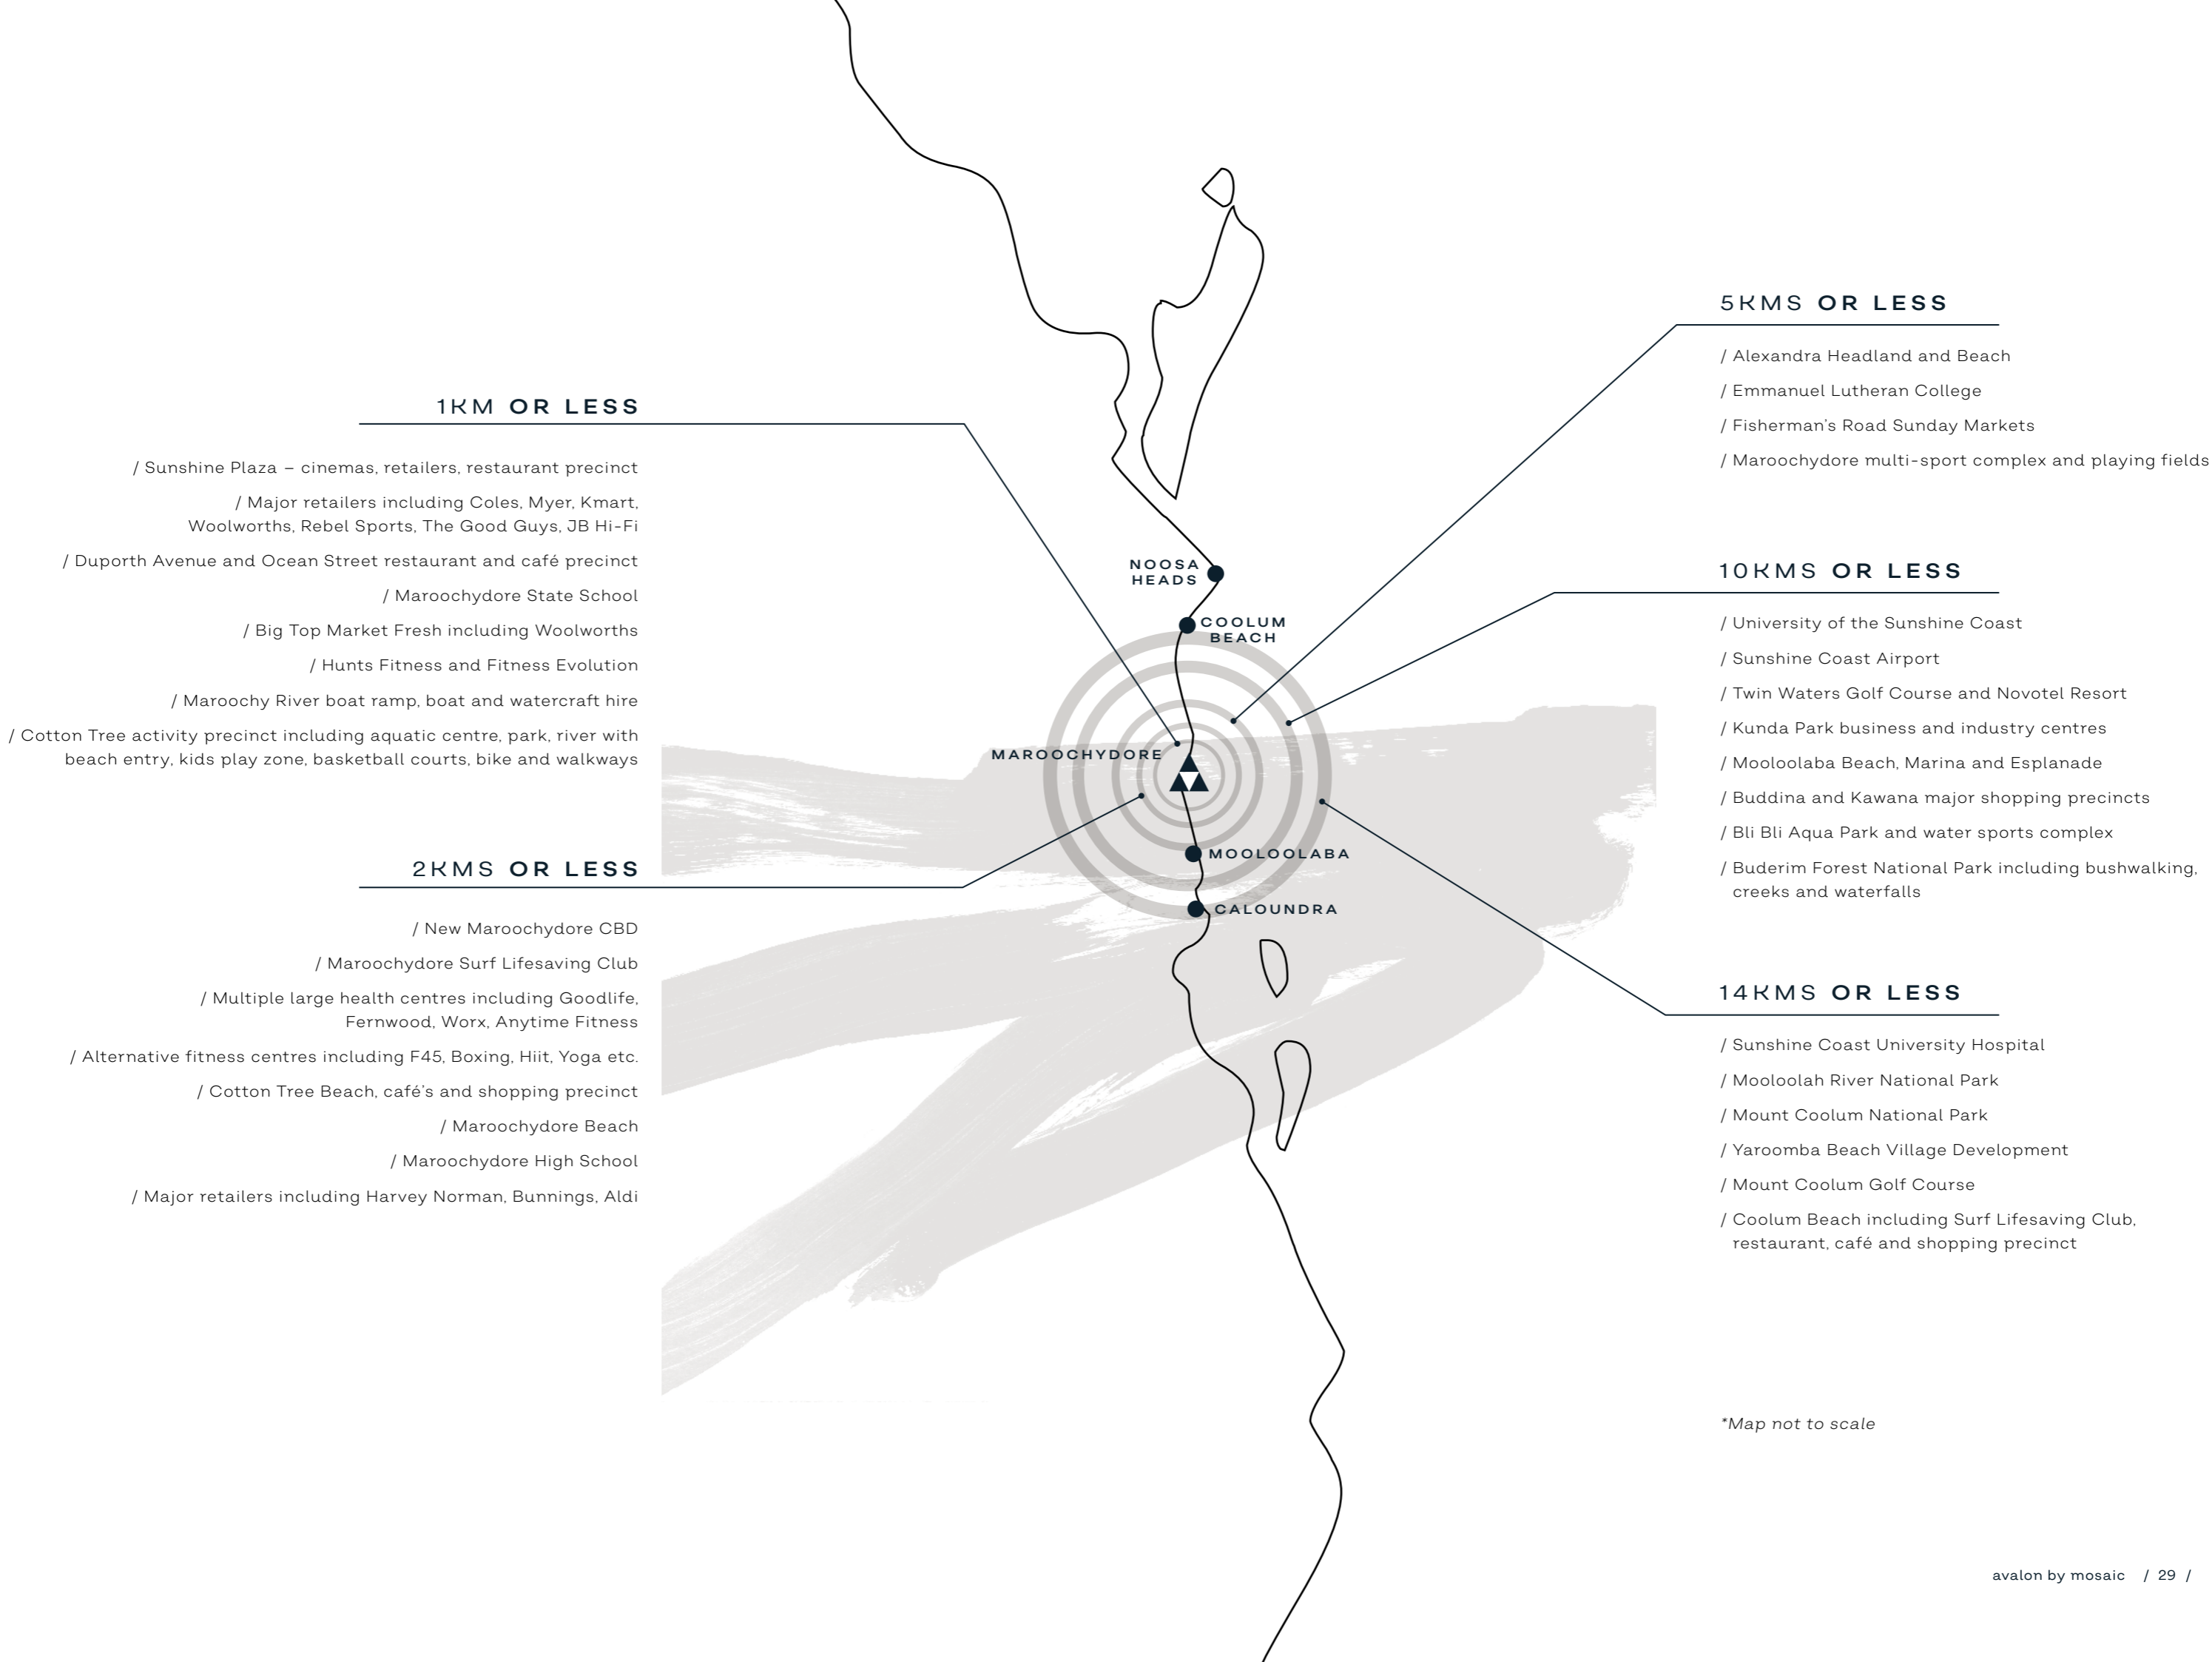 1KM OR LESS
/ Sunshine Plaza – cinemas, retailers, restaurant precinct
/ Major retailers including Coles, Myer, Kmart,
Woolworths, Rebel Sports, The Good Guys, JB Hi-Fi
/ Duporth Avenue and Ocean Street restaurant and café precinct
/ Maroochydore State School
/ Big Top Market Fresh including Woolworths
/ Hunts Fitness and Fitness Evolution
/ Maroochy River boat ramp, boat and watercraft hire
/ Cotton Tree activity precinct including aquatic centre, park, river with
beach entry, kids play zone, basketball courts, bike and walkways
2KMS OR LESS
/ New Maroochydore CBD
/ Maroochydore Surf Lifesaving Club
/ Multiple large health centres including Goodlife,
Fernwood, Worx, Anytime Fitness
/ Alternative fitness centres including F45, Boxing, Hiit, Yoga etc.
/ Cotton Tree Beach, café's and shopping precinct
/ Maroochydore Beach
/ Maroochydore High School
/ Major retailers including Harvey Norman, Bunnings, Aldi
NOOSA
HEADS
COOLUM
BEACH
MAROOCHYDORE
MOOLOOLABA
CALOUNDRA
5KMS OR LESS
/ Alexandra Headland and Beach
/ Emmanuel Lutheran College
/ Fisherman's Road Sunday Markets
/ Maroochydore multi-sport complex and playing fields
10KMS OR LESS
/ University of the Sunshine Coast
/ Sunshine Coast Airport
/ Twin Waters Golf Course and Novotel Resort
/ Kunda Park business and industry centres
/ Mooloolaba Beach, Marina and Esplanade
/ Buddina and Kawana major shopping precincts
/ Bli Bli Aqua Park and water sports complex
/ Buderim Forest National Park including bushwalking,
creeks and waterfalls
14KMS OR LESS
/ Sunshine Coast University Hospital
/ Mooloolah River National Park
/ Mount Coolum National Park
/ Yaroomba Beach Village Development
/ Mount Coolum Golf Course
/ Coolum Beach including Surf Lifesaving Club,
restaurant, café and shopping precinct
*Map not to scale
avalon by mosaic / 29 /